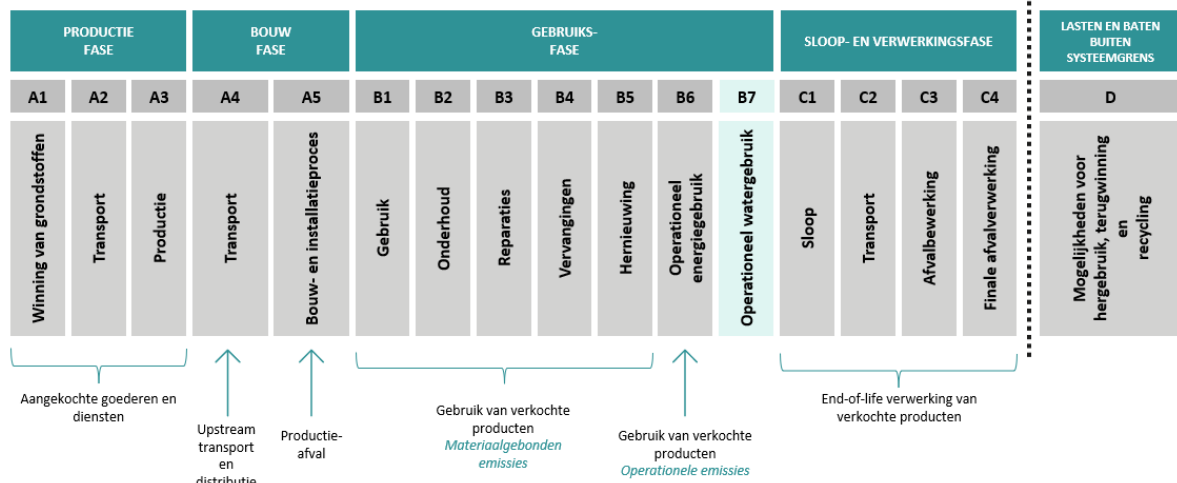 PRODUCTIE
FASE
BOUW
FASE
GEBRUIKS-
FASE
SLOOP- EN VERWERKINGSFASE
LASTEN EN BATEN
BUITEN
SYSTEEMGRENS
A1
A2
A3
A4
A5
B1
B2
B3
B4
B5
B6
B7
C1
C2
C3
C4
D
Winning van grondstoffen
Transport
Productie
Transport
Bouw- en installatieproces
Gebruik
Onderhoud
Reparaties
Vervangingen
Hernieuwing
Operationeel
energiegebruik
Operationeel watergebruik
Sloop
Transport
Afvalbewerking
Finale afvalverwerking
Mogelijkheden voor
hergebruik, terugwinning
en
recycling
Aangekochte goederen en
diensten
Upstream
transport
en
distributie
Productie-
afval
Gebruik van verkochte
producten
Materiaalgebonden
emissies
Gebruik van verkochte
producten
Operationele emissies
End-of-life verwerking van
verkochte producten